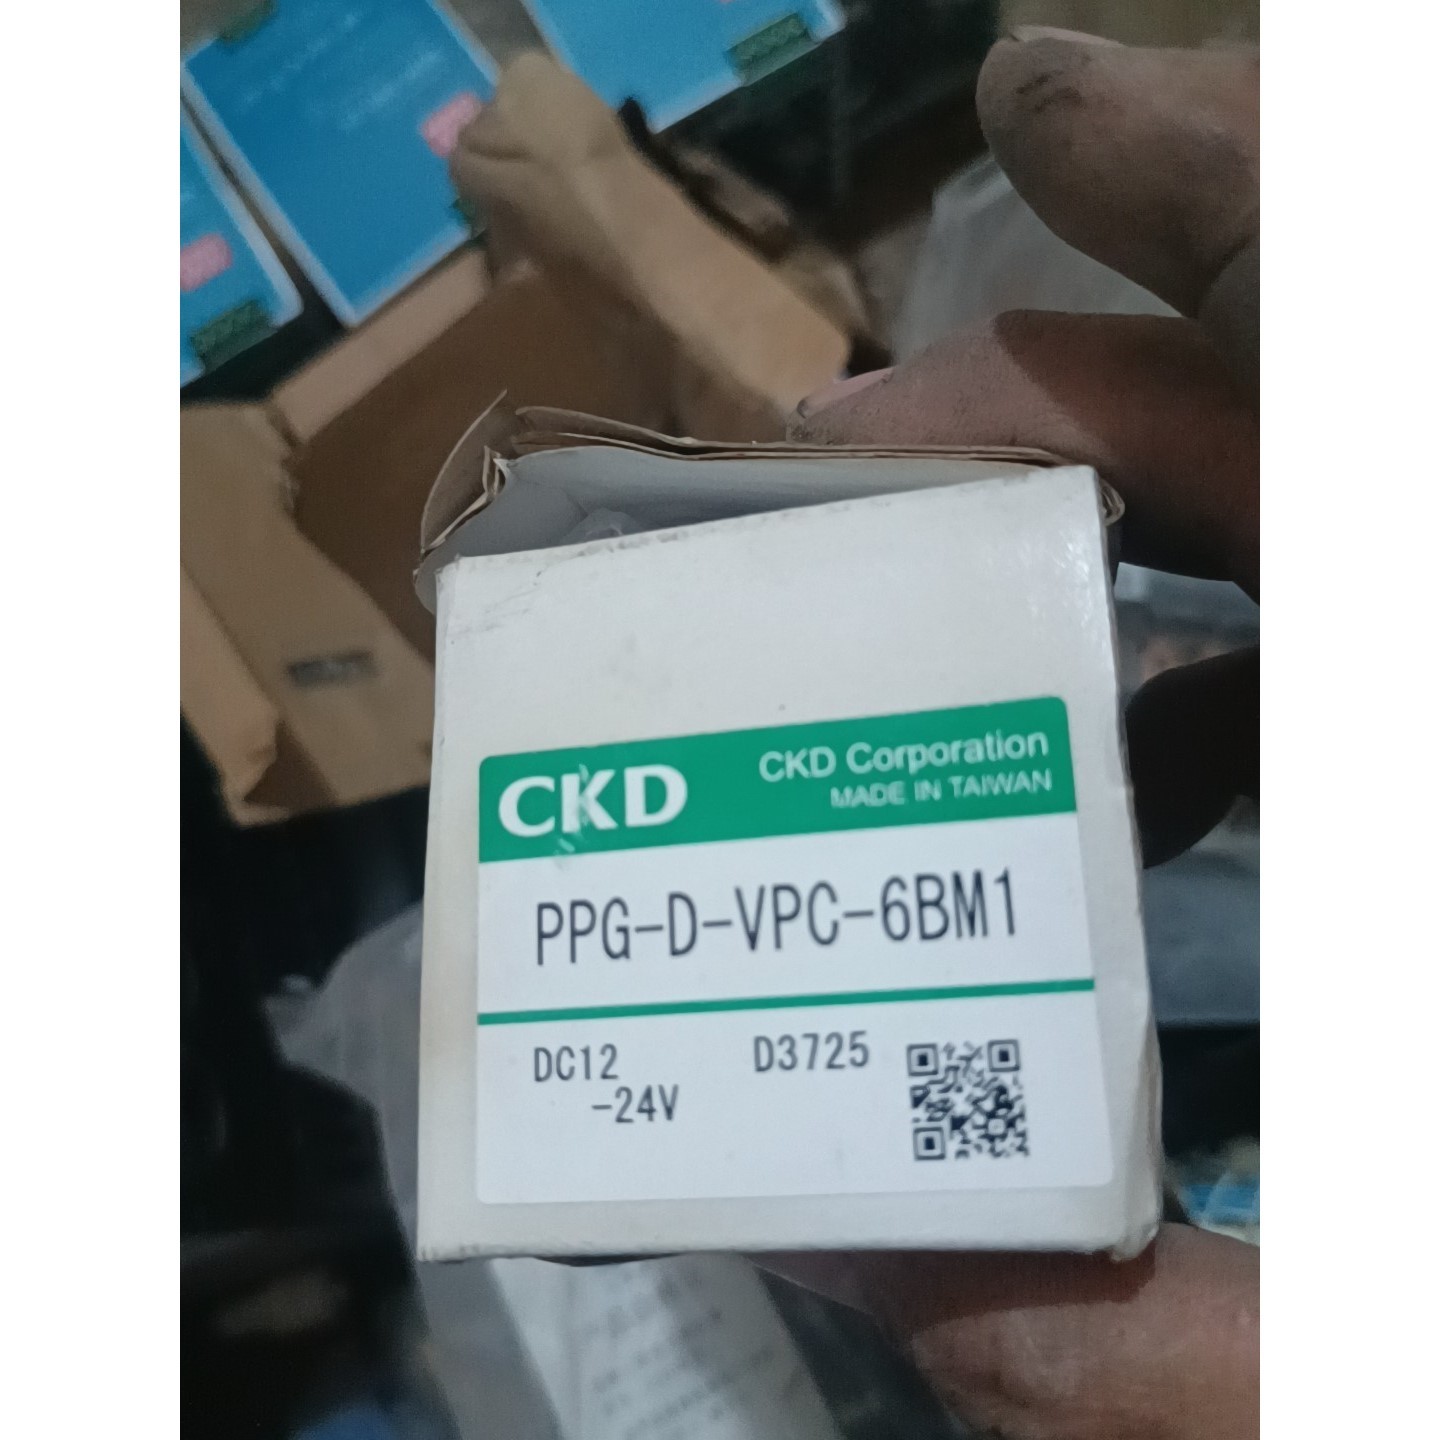 CKD
CKD Corporation
MADE IN TAIWAN
PPG-D-VPC-6BM1
DC12
-24V
D3725